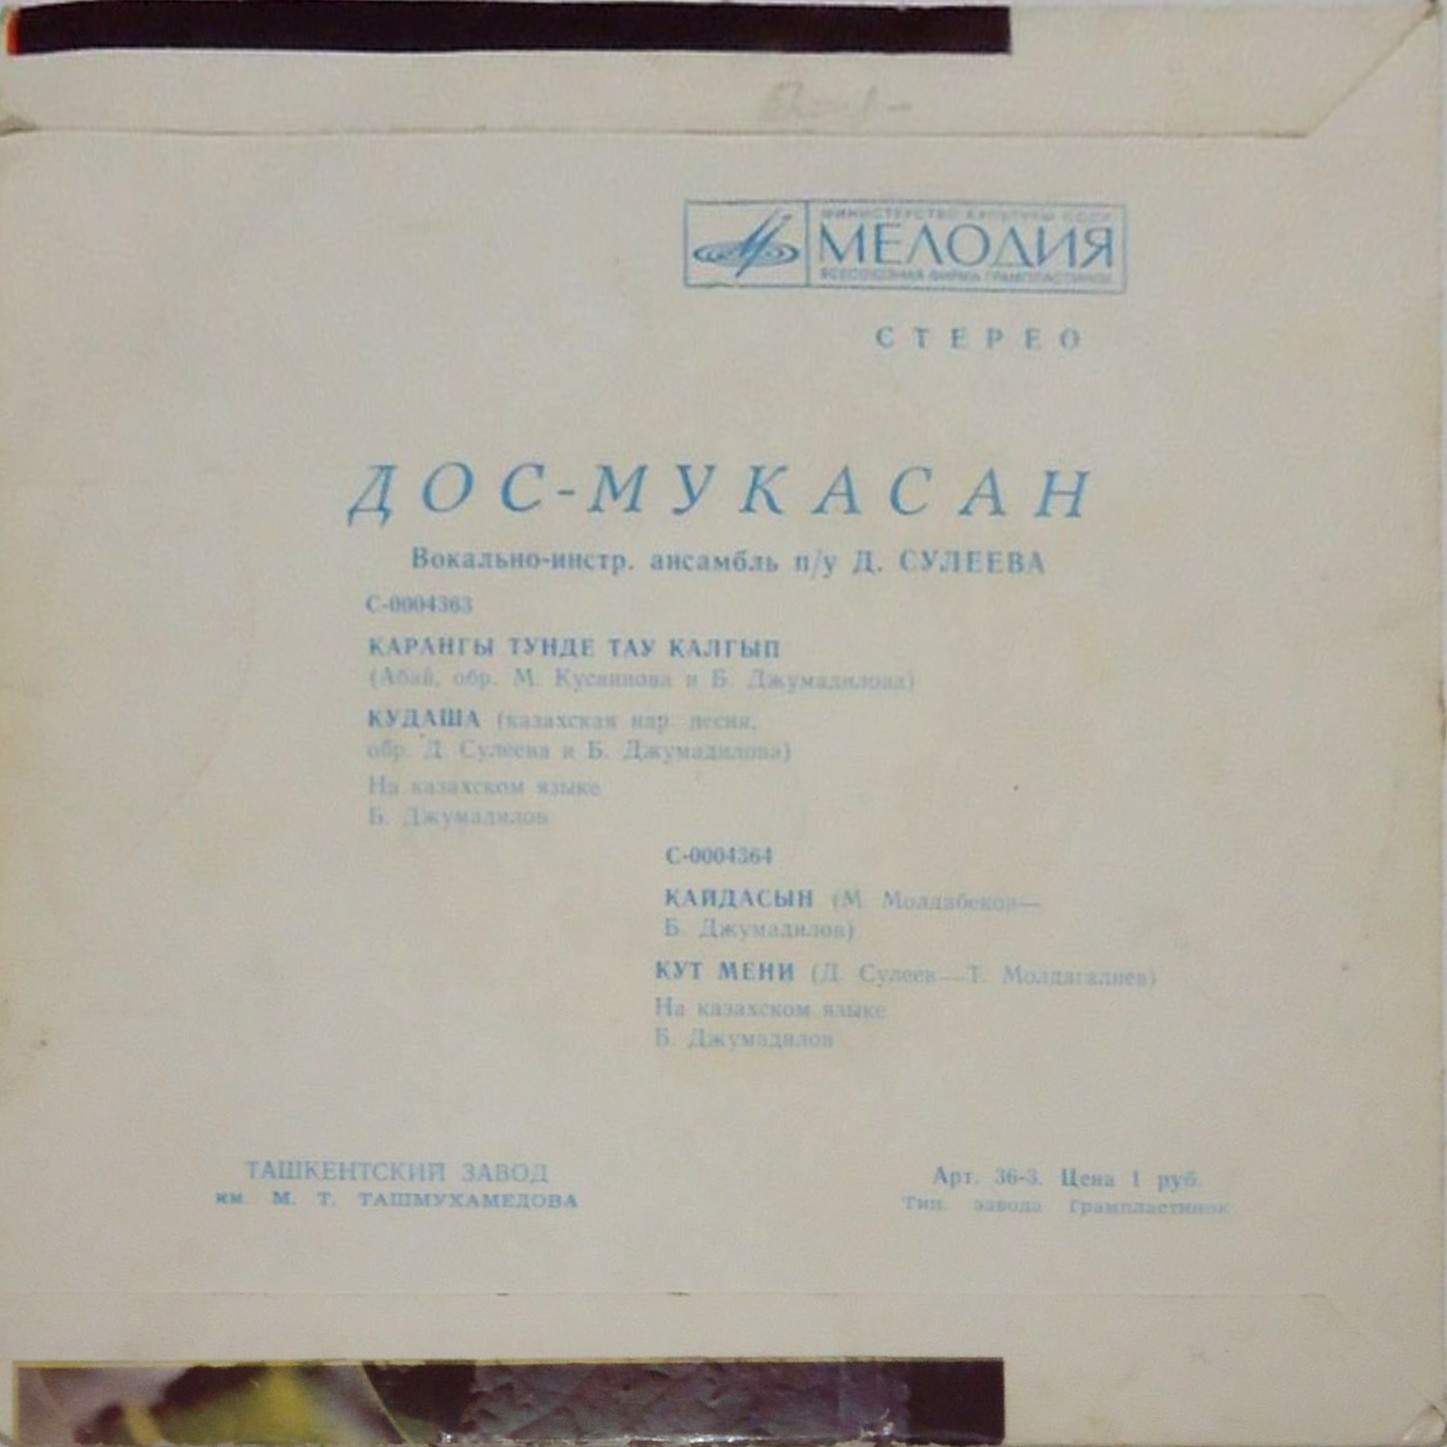 МИНИСТЕРСТВО КУЛЬТУРЫ СССР
МЕЛОДИЯ
ВСЕСОЮЗНАЯ ФИРМА ГРАМПЛАСТИНОК
СТЕРЕО
ДОС-МУКАСАН
Вокально-инстр. ансамбль п/у Д. СУЛЕЕВА
С-0004363
КАРАНГЫ ТУНДЕ ТАУ КАЛГЫП
(Абай, обр. М. Кусаинова и Б. Джумадилова)
КУДАША (казахская нар. песня,
обр. Д. Сулеева и Б. Джумадилова)
На казахском языке
Б. Джумадилов
С-0004364
КАЙДАСЫН (М. Молдабеков—
Б. Джумадилов)
КУТ МЕНИ (Д. Сулеев—Т. Молдагалиев)
На казахском языке
Б. Джумадилов
ТАШКЕНТСКИЙ ЗАВОД
им. М. Т. ТАШМУХАМЕДОВА
Арт. 36-3. Цена 1 руб.
Тип. завода Грампластинок